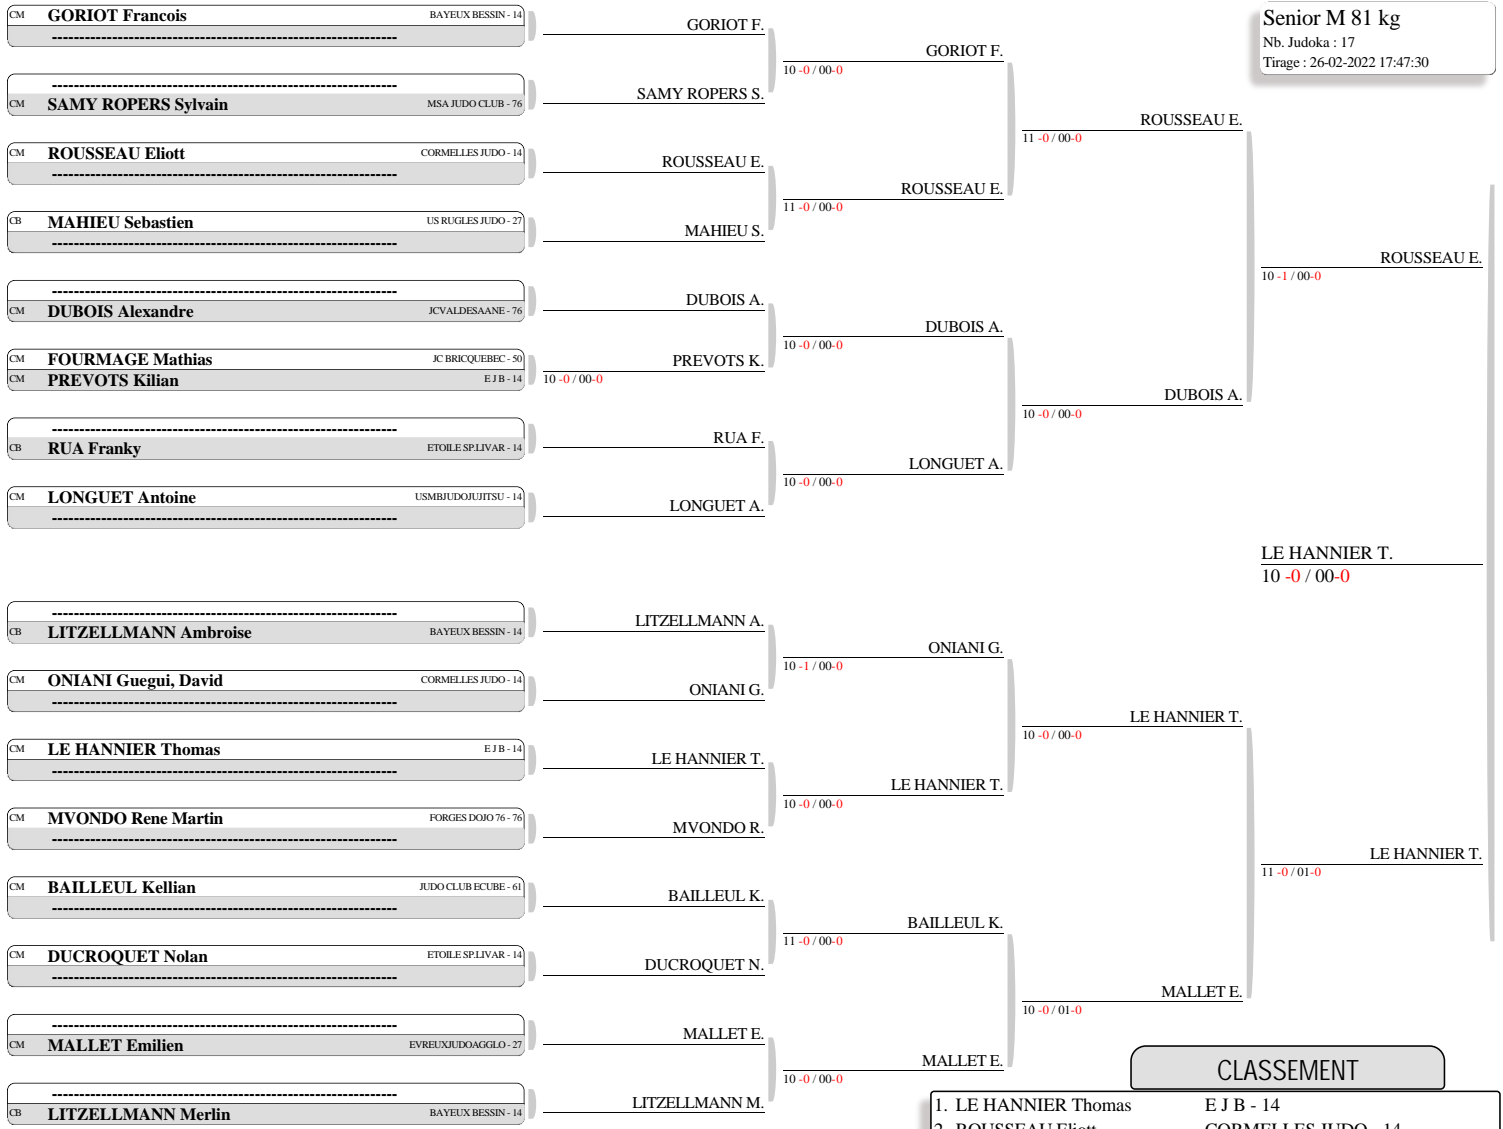 Senior M 81 kg
Nb. Judoka : 17
Tirage : 26-02-2022 17:47:30
CM GORIOT Francois BAYEUX BESSIN - 14
----------------------------------------------------------------
----------------------------------------------------------------
CM SAMY ROPERS Sylvain MSA JUDO CLUB - 76
CM ROUSSEAU Eliott CORMELLES JUDO - 14
----------------------------------------------------------------
CB MAHIEU Sebastien US RUGLES JUDO - 27
----------------------------------------------------------------
----------------------------------------------------------------
CM DUBOIS Alexandre JCVALDESAANE - 76
CM FOURMAGE Mathias JC BRICQUEBEC - 50
CM PREVOTS Kilian E J B - 14
----------------------------------------------------------------
CB RUA Franky ETOILE SP.LIVAR - 14
CM LONGUET Antoine USMBJUDOJUJITSU - 14
----------------------------------------------------------------
----------------------------------------------------------------
CB LITZELLMANN Ambroise BAYEUX BESSIN - 14
CM ONIANI Guegui, David CORMELLES JUDO - 14
----------------------------------------------------------------
CM LE HANNIER Thomas E J B - 14
----------------------------------------------------------------
CM MVONDO Rene Martin FORGES DOJO 76 - 76
----------------------------------------------------------------
CM BAILLEUL Kellian JUDO CLUB ECUBE - 61
----------------------------------------------------------------
CM DUCROQUET Nolan ETOILE SP.LIVAR - 14
----------------------------------------------------------------
----------------------------------------------------------------
CM MALLET Emilien EVREUXJUDOAGGLO - 27
----------------------------------------------------------------
CB LITZELLMANN Merlin BAYEUX BESSIN - 14
GORIOT F.
SAMY ROPERS S.
ROUSSEAU E.
MAHIEU S.
DUBOIS A.
PREVOTS K.
10 -0 / 00-0
RUA F.
LONGUET A.
LITZELLMANN A.
ONIANI G.
LE HANNIER T.
MVONDO R.
BAILLEUL K.
DUCROQUET N.
MALLET E.
LITZELLMANN M.
GORIOT F.
10 -0 / 00-0
ROUSSEAU E.
11 -0 / 00-0
DUBOIS A.
10 -0 / 00-0
LONGUET A.
10 -0 / 00-0
ONIANI G.
10 -1 / 00-0
LE HANNIER T.
10 -0 / 00-0
BAILLEUL K.
11 -0 / 00-0
MALLET E.
10 -0 / 00-0
ROUSSEAU E.
11 -0 / 00-0
DUBOIS A.
10 -0 / 00-0
LE HANNIER T.
10 -0 / 00-0
MALLET E.
10 -0 / 01-0
ROUSSEAU E.
10 -1 / 00-0
LE HANNIER T.
11 -0 / 01-0
LE HANNIER T.
10 -0 / 00-0
CLASSEMENT
1. LE HANNIER Thomas E J B - 14
2. ROUSSEAU Eliott CORMELLES JUDO - 14